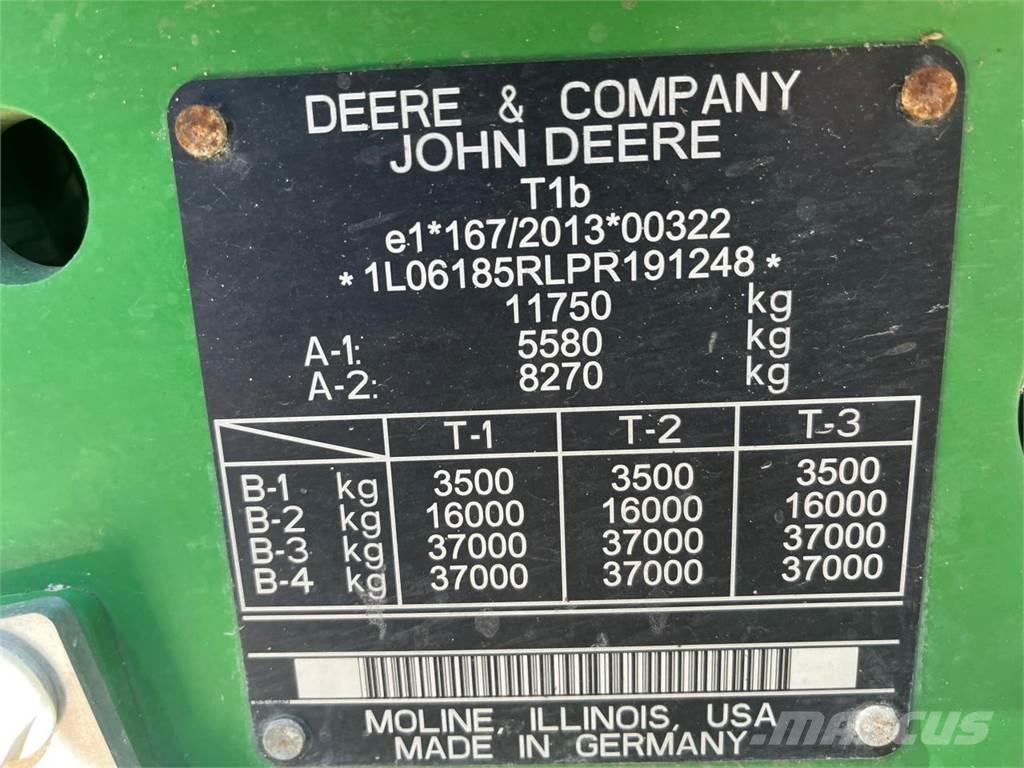 DEERE & COMPANY
JOHN DEERE
T1b
e1*167/2013*00322
*1L06185RLPR191248*
11750 kg
A-1: 5580 kg
A-2: 8270 kg
T-1 T-2 T-3
B-1 kg 3500 3500 3500
B-2 kg 16000 16000 16000
B-3 kg 37000 37000 37000
B-4 kg 37000 37000 37000
MOLINE, ILLINOIS, USA
MADE IN GERMANY
MASCUS